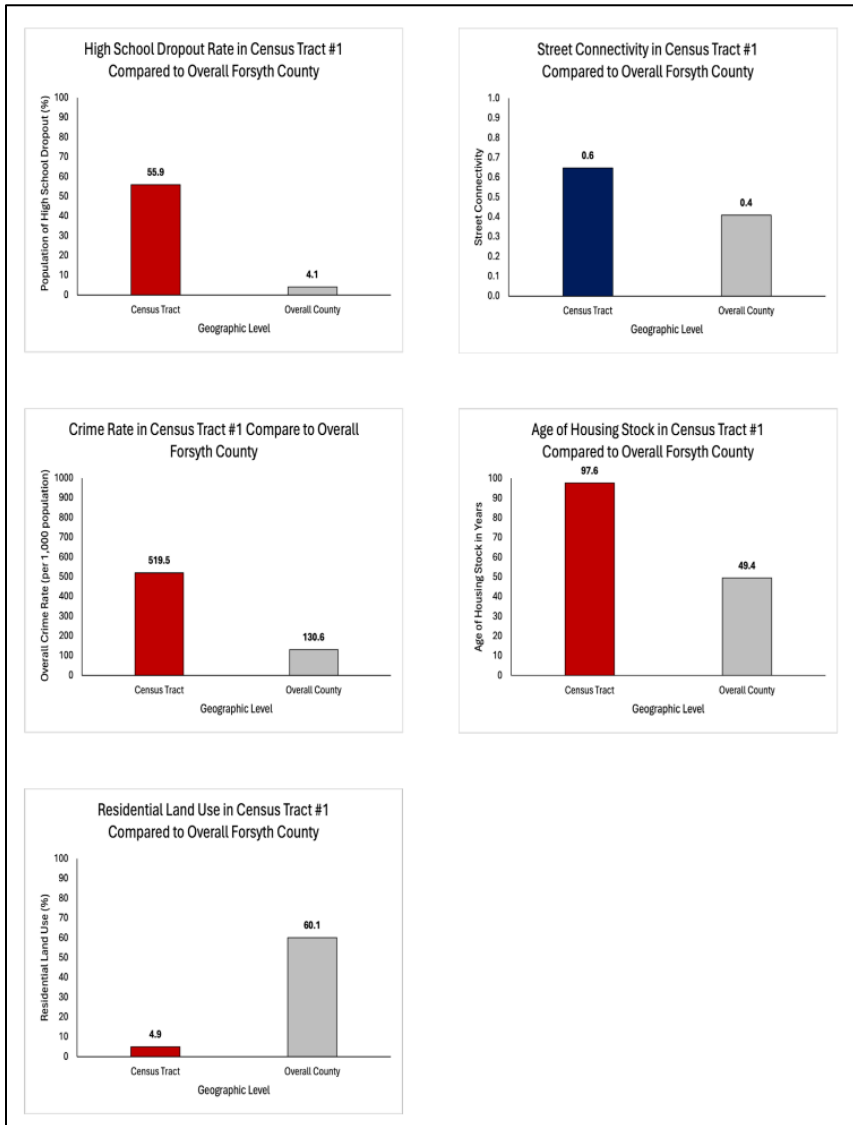 High School Dropout Rate in Census Tract #1
Compared to Overall Forsyth County
Population of High School Dropout (%)
100
90
80
70
60
50
40
30
20
10
0
55.9
4.1
Census Tract
Overall County
Geographic Level
Street Connectivity in Census Tract #1
Compared to Overall Forsyth County
Street Connectivity
1.0
0.9
0.8
0.7
0.6
0.5
0.4
0.3
0.2
0.1
0.0
0.6
0.4
Census Tract
Overall County
Geographic Level
Crime Rate in Census Tract #1 Compare to Overall
Forsyth County
Overall Crime Rate (per 1,000 population)
1000
900
800
700
600
500
400
300
200
100
0
519.5
130.6
Census Tract
Overall County
Geographic Level
Age of Housing Stock in Census Tract #1
Compared to Overall Forsyth County
Age of Housing Stock in Years
100
90
80
70
60
50
40
30
20
10
0
97.6
49.4
Census Tract
Overall County
Geographic Level
Residential Land Use in Census Tract #1
Compared to Overall Forsyth County
Residential Land Use (%)
100
90
80
70
60
50
40
30
20
10
0
4.9
60.1
Census Tract
Overall County
Geographic Level